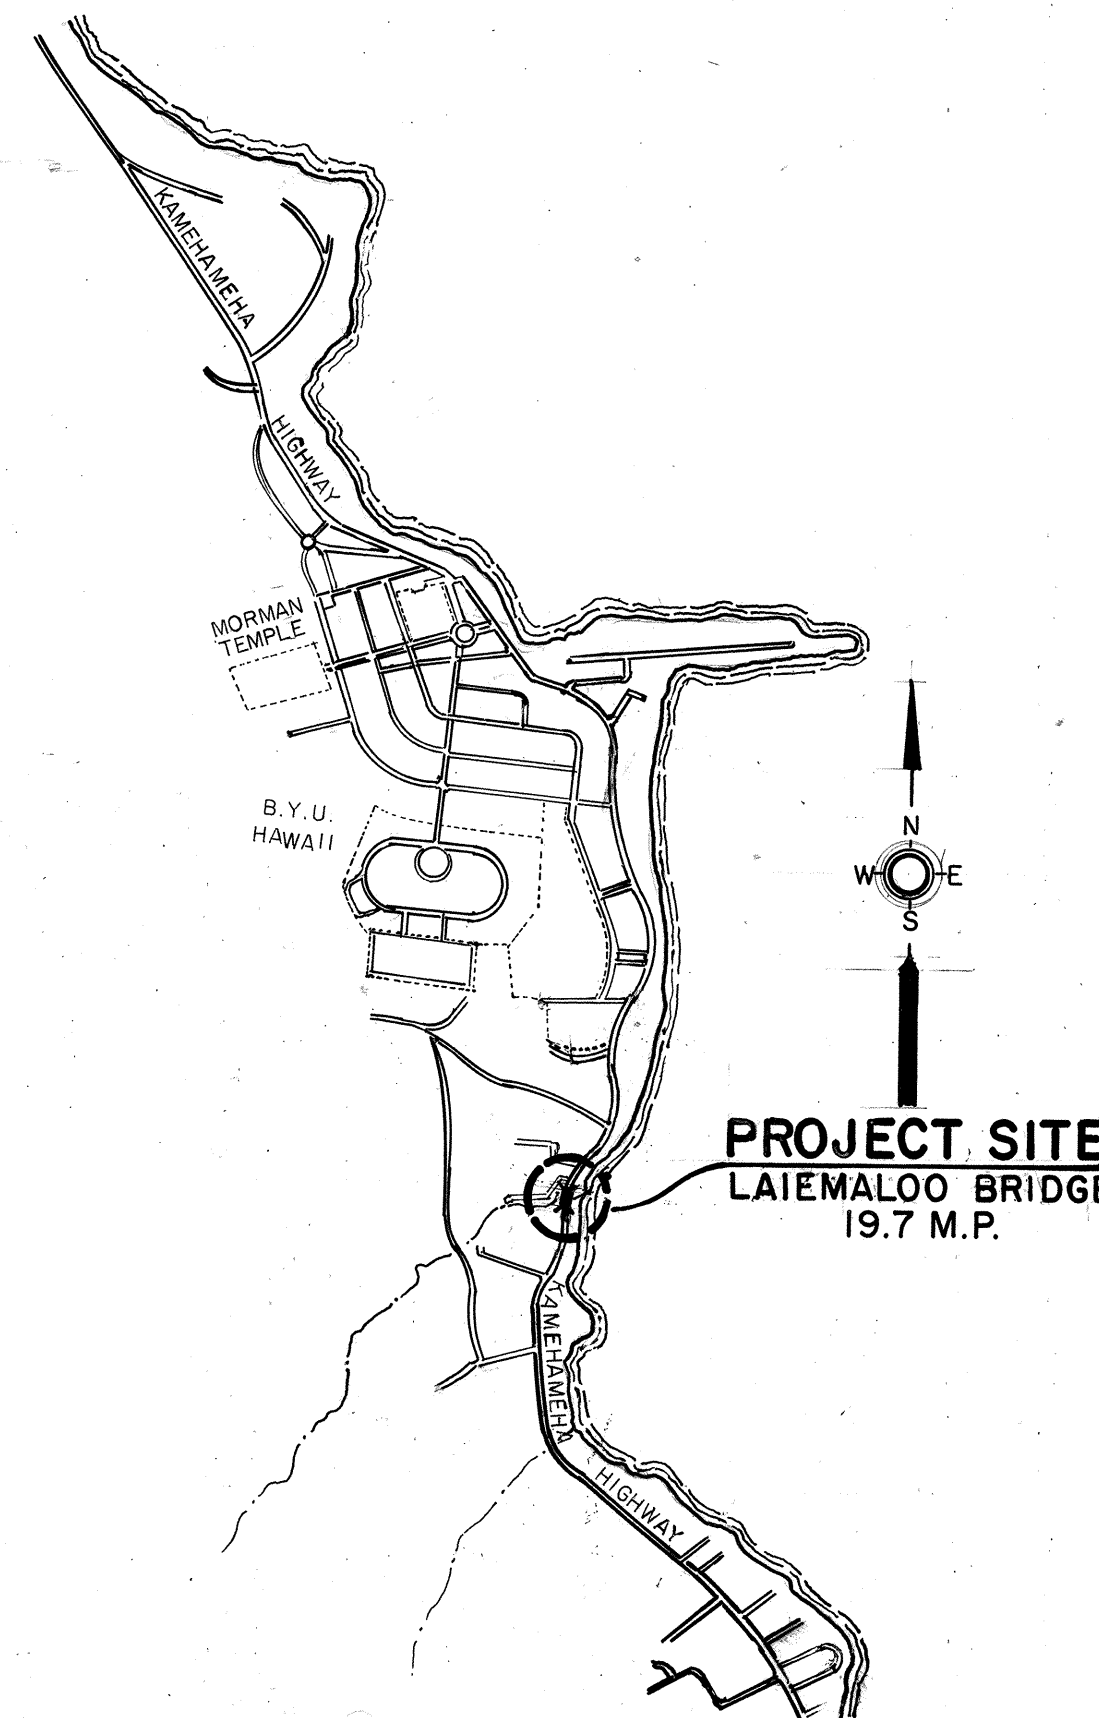 KAMEHAMEHA
HIGHWAY
MORMAN
TEMPLE
B.Y.U.
HAWAII
N
W E
S
PROJECT SITE
LAIEMALOO BRIDGE
19.7 M.P.
KAMEHAMEHA
HIGHWAY